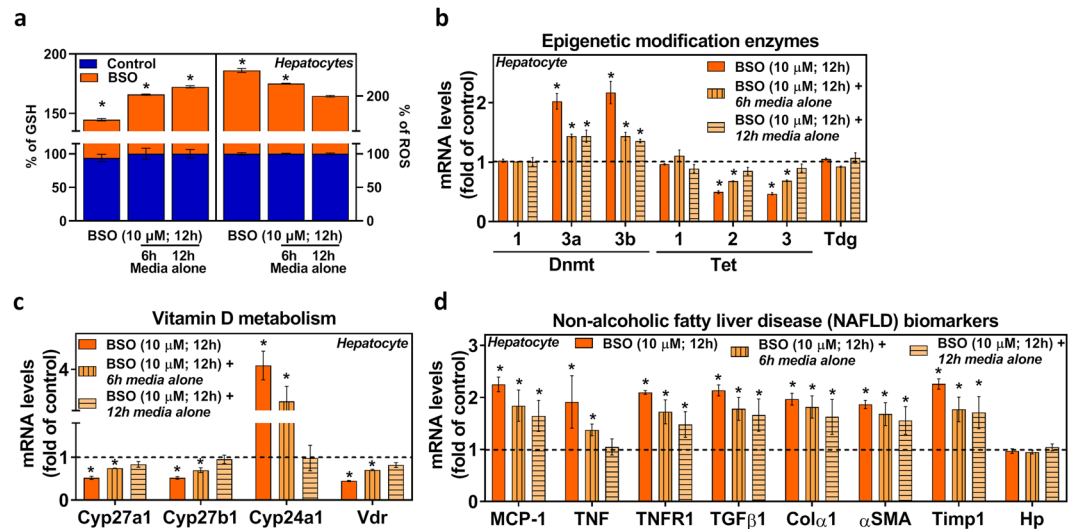 a
200
Control
BSO
Hepatocytes
*
*
*
*
*
150
200
% of GSH
% of ROS
100
100
50
50
0
0
BSO (10 µM; 12h)
BSO (10 µM; 12h)
6h 12h
6h 12h
Media alone
Media alone
b
Epigenetic modification enzymes
Hepatocyte
BSO (10 µM; 12h)
BSO (10 µM; 12h) +
6h media alone
BSO (10 µM; 12h) +
12h media alone
mRNA levels
(fold of control)
2
1
0
* * * * * *
* * * *
1 3a 3b 1 2 3 Tdg
Dnmt Tet
c
Vitamin D metabolism
BSO (10 µM; 12h)
Hepatocyte
BSO (10 µM; 12h) +
6h media alone
BSO (10 µM; 12h) +
12h media alone
mRNA levels
(fold of control)
4
1
0
* * * * * * * *
Cyp27a1 Cyp27b1 Cyp24a1 Vdr
d
Non-alcoholic fatty liver disease (NAFLD) biomarkers
Hepatocyte
BSO (10 µM; 12h)
BSO (10 µM; 12h) +
6h media alone
BSO (10 µM; 12h) +
12h media alone
mRNA levels
(fold of control)
3
2
1
0
* * * * * * * * * * * * * * * * * * * *
MCP-1 TNF TNFR1 TGFβ1 Colα1 αSMA Timp1 Hp